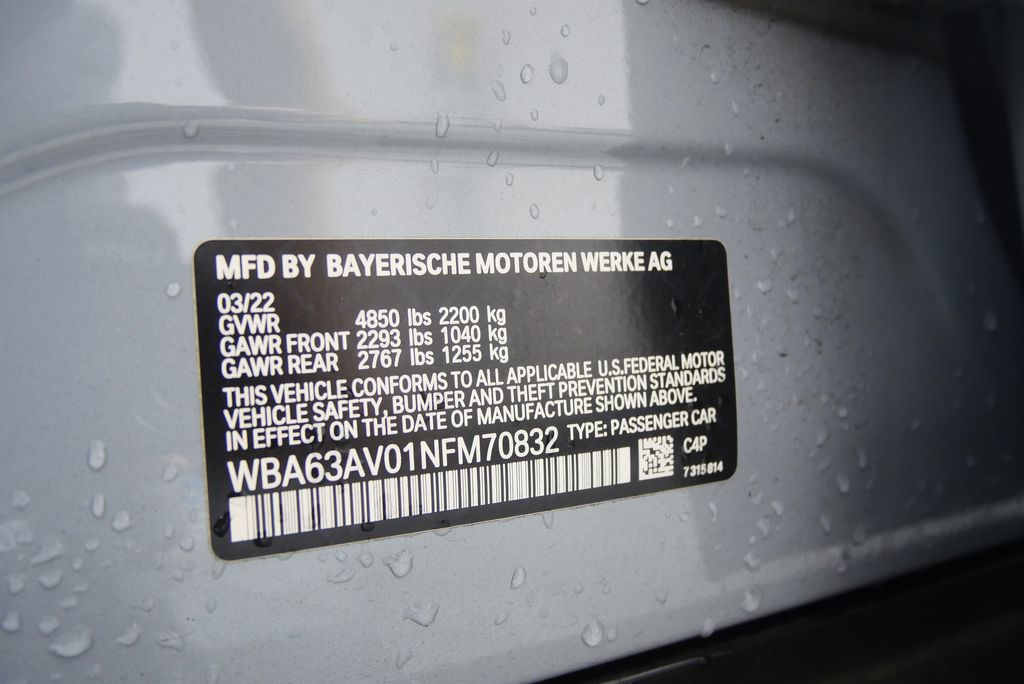 MFD BY BAYERISCHE MOTOREN WERKE AG
03/22
GVWR 4850 lbs 2200 kg
GAWR FRONT 2293 lbs 1040 kg
GAWR REAR 2767 lbs 1255 kg
THIS VEHICLE CONFORMS TO ALL APPLICABLE U.S.FEDERAL MOTOR
VEHICLE SAFETY, BUMPER AND THEFT PREVENTION STANDARDS
IN EFFECT ON THE DATE OF MANUFACTURE SHOWN ABOVE.
WBA63AV01NFM70832 TYPE: PASSENGER CAR
C4P
7315814